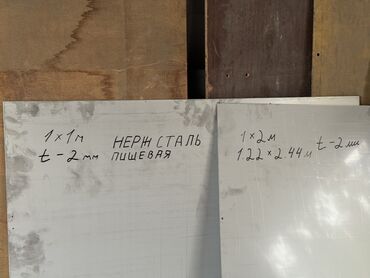 1×1м НЕРЖ СТАЛЬ
t-2мм ПИЩЕВАЯ
1×2м
1.22×2.44м t-2мм